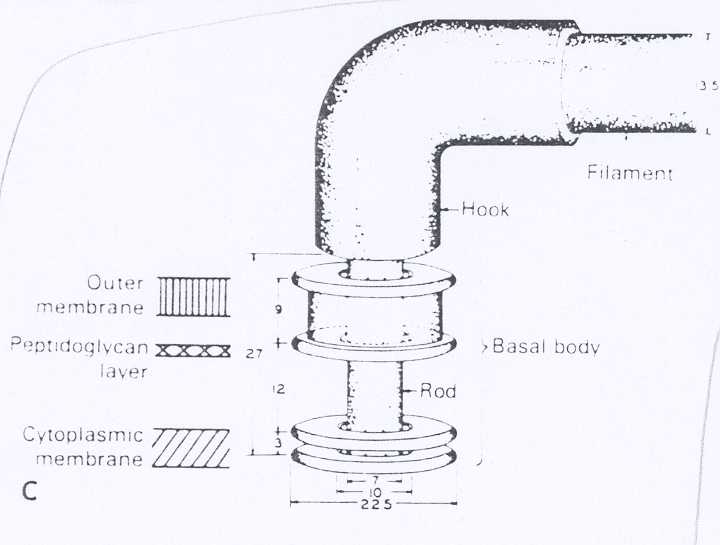 13.5
Filament
Hook
Outer
membrane
9
Peptidoglycan
layer
27
Basal body
12
Rod
Cytoplasmic
membrane
3
C
7
10
22.5